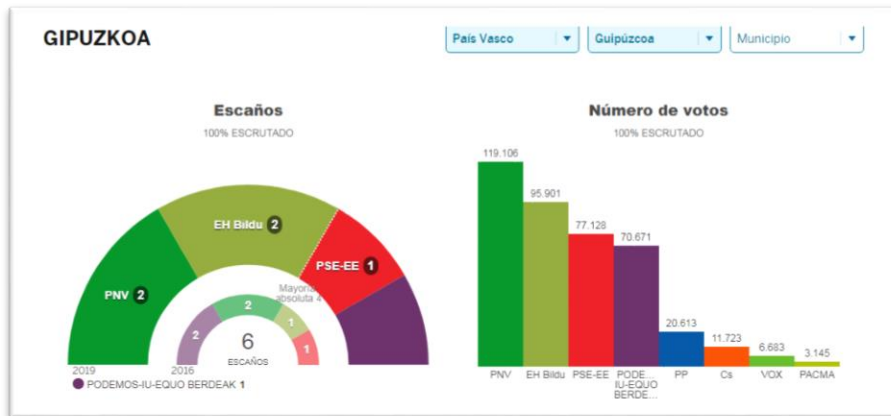 GIPUZKOA
País Vasco
Guipúzcoa
Municipio
Escaños
100% ESCRUTADO
EH Bildu 2
PSE-EE 1
PNV 2
Mayoría
absoluta 4
2
2
1
1
6
ESCAÑOS
2019
2016
PODEMOS-IU-EQUO BERDEAK 1
Número de votos
100% ESCRUTADO
119.106
95.901
77.128
70.671
20.613
11.723
6.683
3.145
PNV
EH Bildu
PSE-EE
PODE...
IU-EQUO
BERDE...
PP
Cs
VOX
PACMA